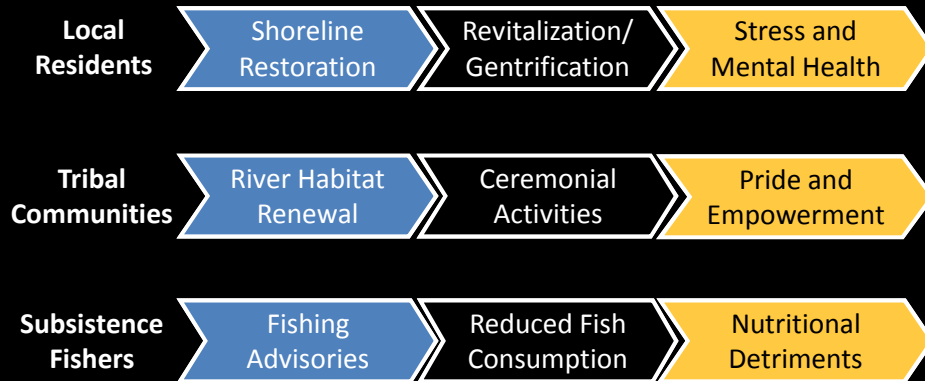 Local
Residents
Shoreline
Restoration
Revitalization/
Gentrification
Stress and
Mental Health
Tribal
Communities
River Habitat
Renewal
Ceremonial
Activities
Pride and
Empowerment
Subsistence
Fishers
Fishing
Advisories
Reduced Fish
Consumption
Nutritional
Detriments